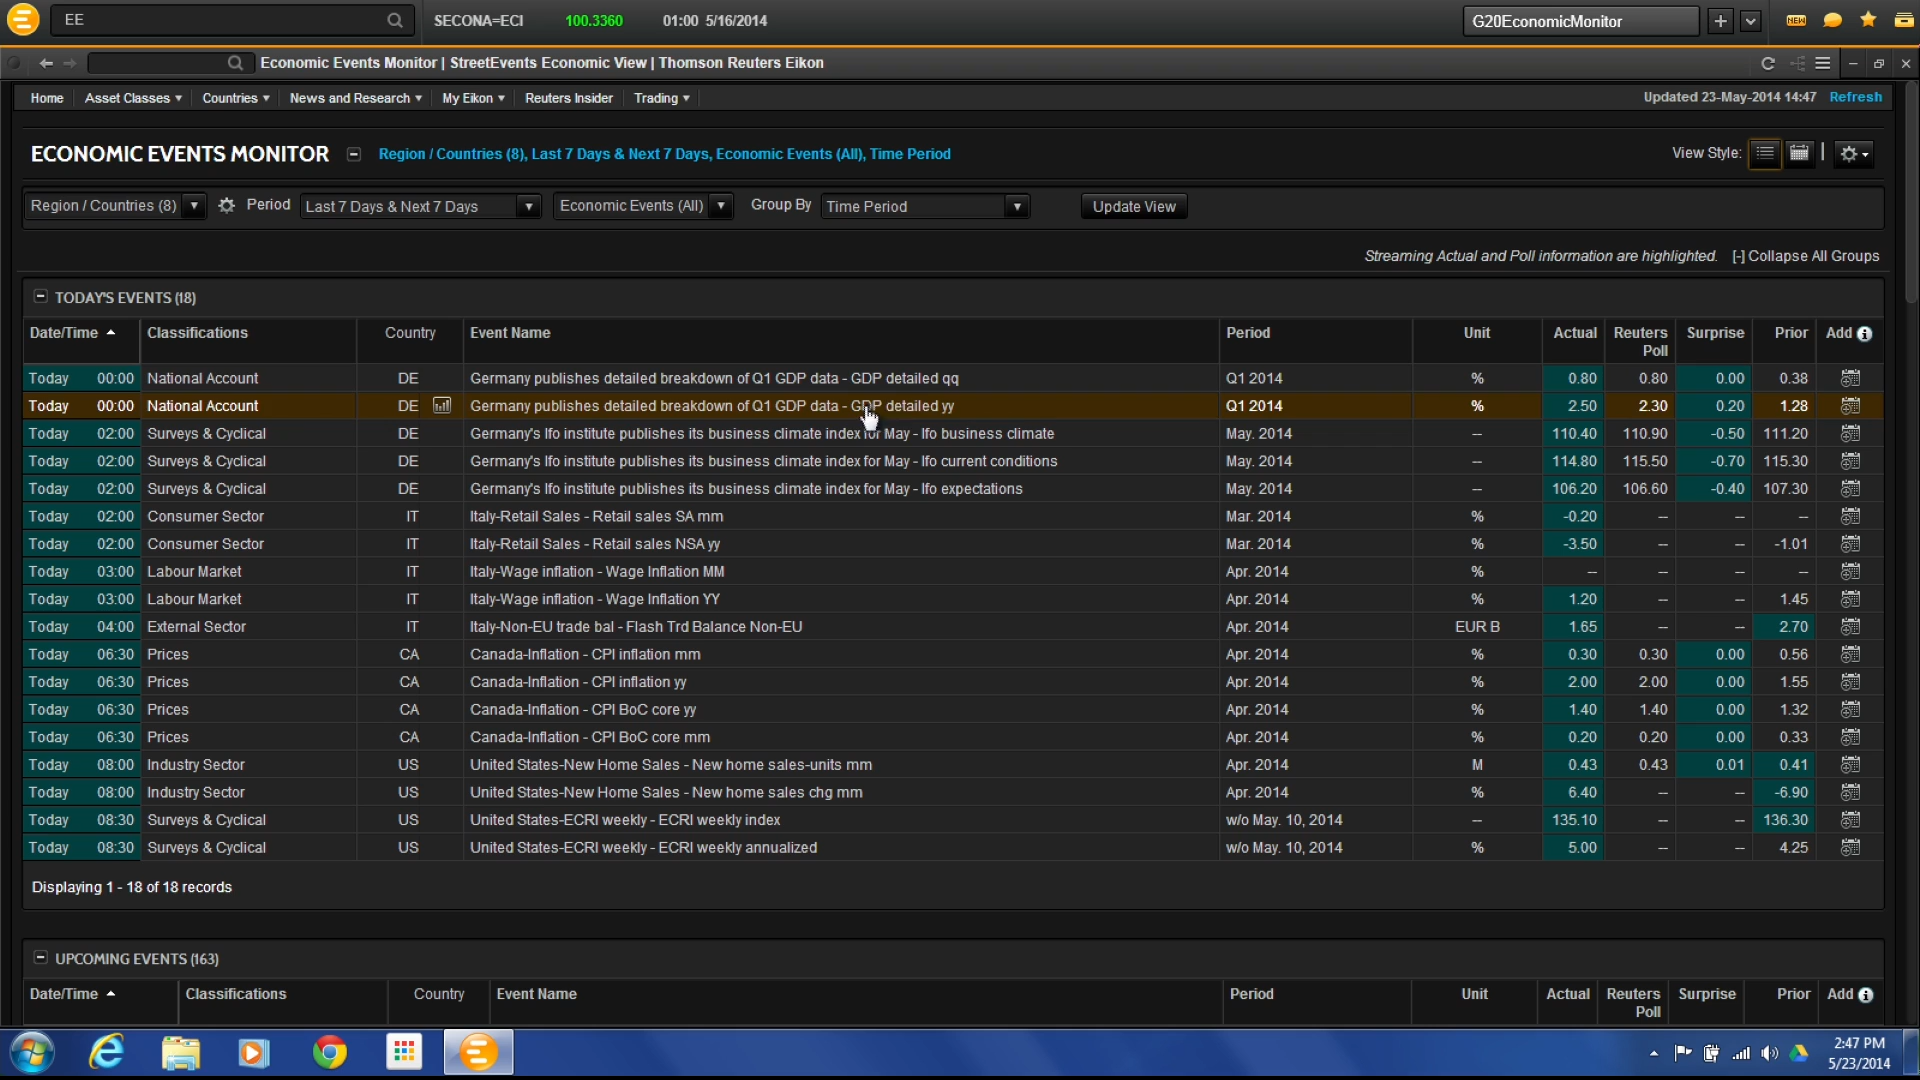 EE SECONA=ECI 100.3360 01:00 5/16/2014 G20EconomicMonitor NEW
Economic Events Monitor | StreetEvents Economic View | Thomson Reuters Eikon
Home Asset Classes Countries News and Research My Eikon Reuters Insider Trading Updated 23-May-2014 14:47 Refresh
ECONOMIC EVENTS MONITOR Region / Countries (8), Last 7 Days & Next 7 Days, Economic Events (All), Time Period View Style:
Region / Countries (8) Period Last 7 Days & Next 7 Days Economic Events (All) Group By Time Period Update View
Streaming Actual and Poll information are highlighted. [-] Collapse All Groups
TODAY'S EVENTS (18)
Date/Time Classifications Country Event Name Period Unit Actual Reuters Poll Surprise Prior Add
Today 00:00 National Account DE Germany publishes detailed breakdown of Q1 GDP data - GDP detailed qq Q1 2014 % 0.80 0.80 0.00 0.38
Today 00:00 National Account DE Germany publishes detailed breakdown of Q1 GDP data - GDP detailed yy Q1 2014 % 2.50 2.30 0.20 1.28
Today 02:00 Surveys & Cyclical DE Germany's Ifo institute publishes its business climate index for May - Ifo business climate May. 2014 -- 110.40 110.90 -0.50 111.20
Today 02:00 Surveys & Cyclical DE Germany's Ifo institute publishes its business climate index for May - Ifo current conditions May. 2014 -- 114.80 115.50 -0.70 115.30
Today 02:00 Surveys & Cyclical DE Germany's Ifo institute publishes its business climate index for May - Ifo expectations May. 2014 -- 106.20 106.60 -0.40 107.30
Today 02:00 Consumer Sector IT Italy-Retail Sales - Retail sales SA mm Mar. 2014 % -0.20 -- -- --
Today 02:00 Consumer Sector IT Italy-Retail Sales - Retail sales NSA yy Mar. 2014 % -3.50 -- -- -1.01
Today 03:00 Labour Market IT Italy-Wage inflation - Wage Inflation MM Apr. 2014 % -- -- -- --
Today 03:00 Labour Market IT Italy-Wage inflation - Wage Inflation YY Apr. 2014 % 1.20 -- -- 1.45
Today 04:00 External Sector IT Italy-Non-EU trade bal - Flash Trd Balance Non-EU Apr. 2014 EUR B 1.65 -- -- 2.70
Today 06:30 Prices CA Canada-Inflation - CPI inflation mm Apr. 2014 % 0.30 0.30 0.00 0.56
Today 06:30 Prices CA Canada-Inflation - CPI inflation yy Apr. 2014 % 2.00 2.00 0.00 1.55
Today 06:30 Prices CA Canada-Inflation - CPI BoC core yy Apr. 2014 % 1.40 1.40 0.00 1.32
Today 06:30 Prices CA Canada-Inflation - CPI BoC core mm Apr. 2014 % 0.20 0.20 0.00 0.33
Today 08:00 Industry Sector US United States-New Home Sales - New home sales-units mm Apr. 2014 M 0.43 0.43 0.01 0.41
Today 08:00 Industry Sector US United States-New Home Sales - New home sales chg mm Apr. 2014 % 6.40 -- -- -6.90
Today 08:30 Surveys & Cyclical US United States-ECRI weekly - ECRI weekly index w/o May. 10, 2014 -- 135.10 -- -- 136.30
Today 08:30 Surveys & Cyclical US United States-ECRI weekly - ECRI weekly annualized w/o May. 10, 2014 % 5.00 -- -- 4.25
Displaying 1 - 18 of 18 records
UPCOMING EVENTS (163)
Date/Time Classifications Country Event Name Period Unit Actual Reuters Poll Surprise Prior Add
2:47 PM
5/23/2014